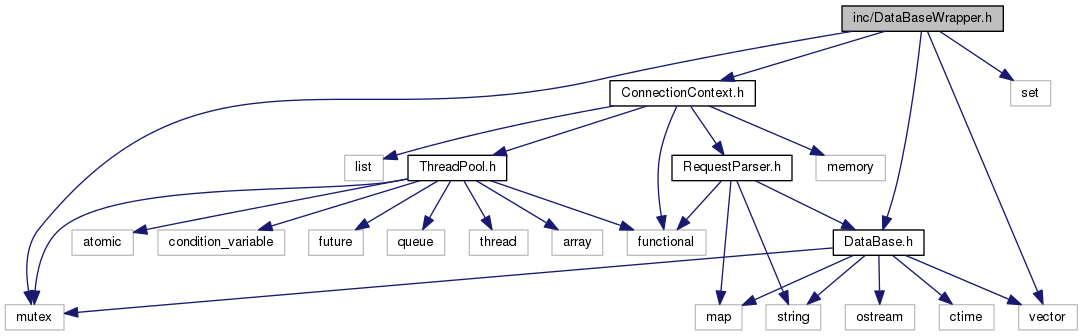 inc/DataBaseWrapper.h
ConnectionContext.h
set
list
ThreadPool.h
RequestParser.h
memory
atomic
condition_variable
future
queue
thread
array
functional
DataBase.h
mutex
map
string
ostream
ctime
vector